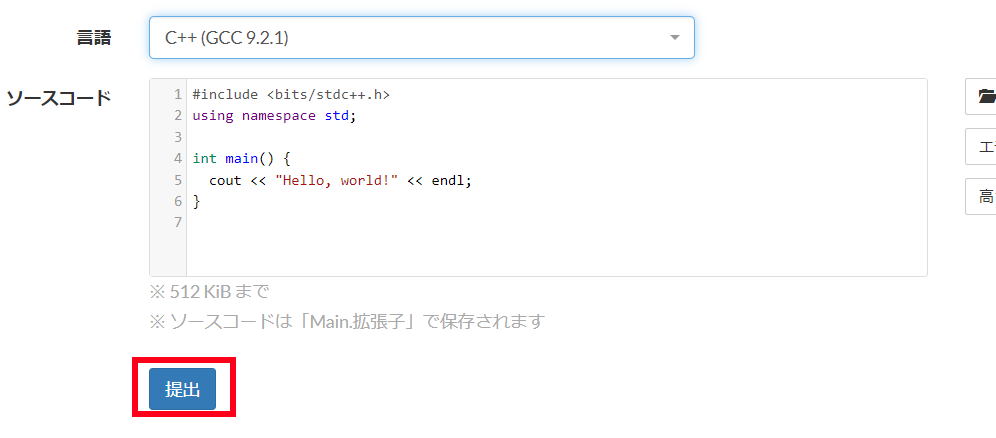 言語
C++ (GCC 9.2.1)
ソースコード
1 #include <bits/stdc++.h>
2 using namespace std;
3
4 int main() {
5   cout << "Hello, world!" << endl;
6 }
7
エ
高
※ 512 KiB まで
※ ソースコードは「Main.拡張子」で保存されます
提出